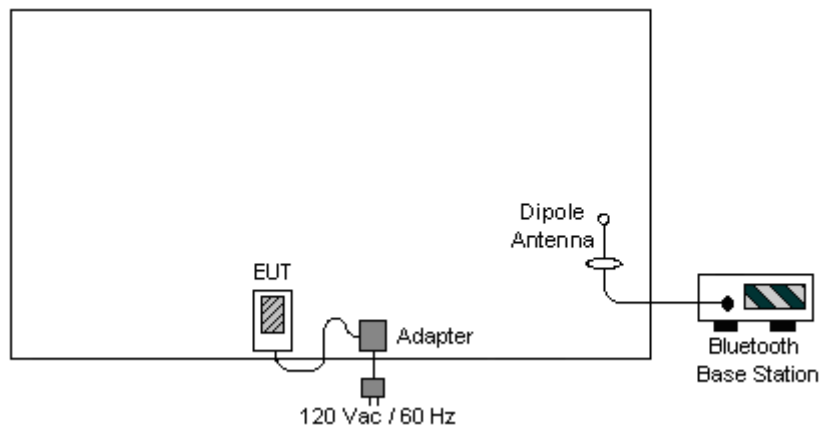 Dipole
Antenna
EUT
Adapter
Bluetooth
Base Station
120 Vac / 60 Hz